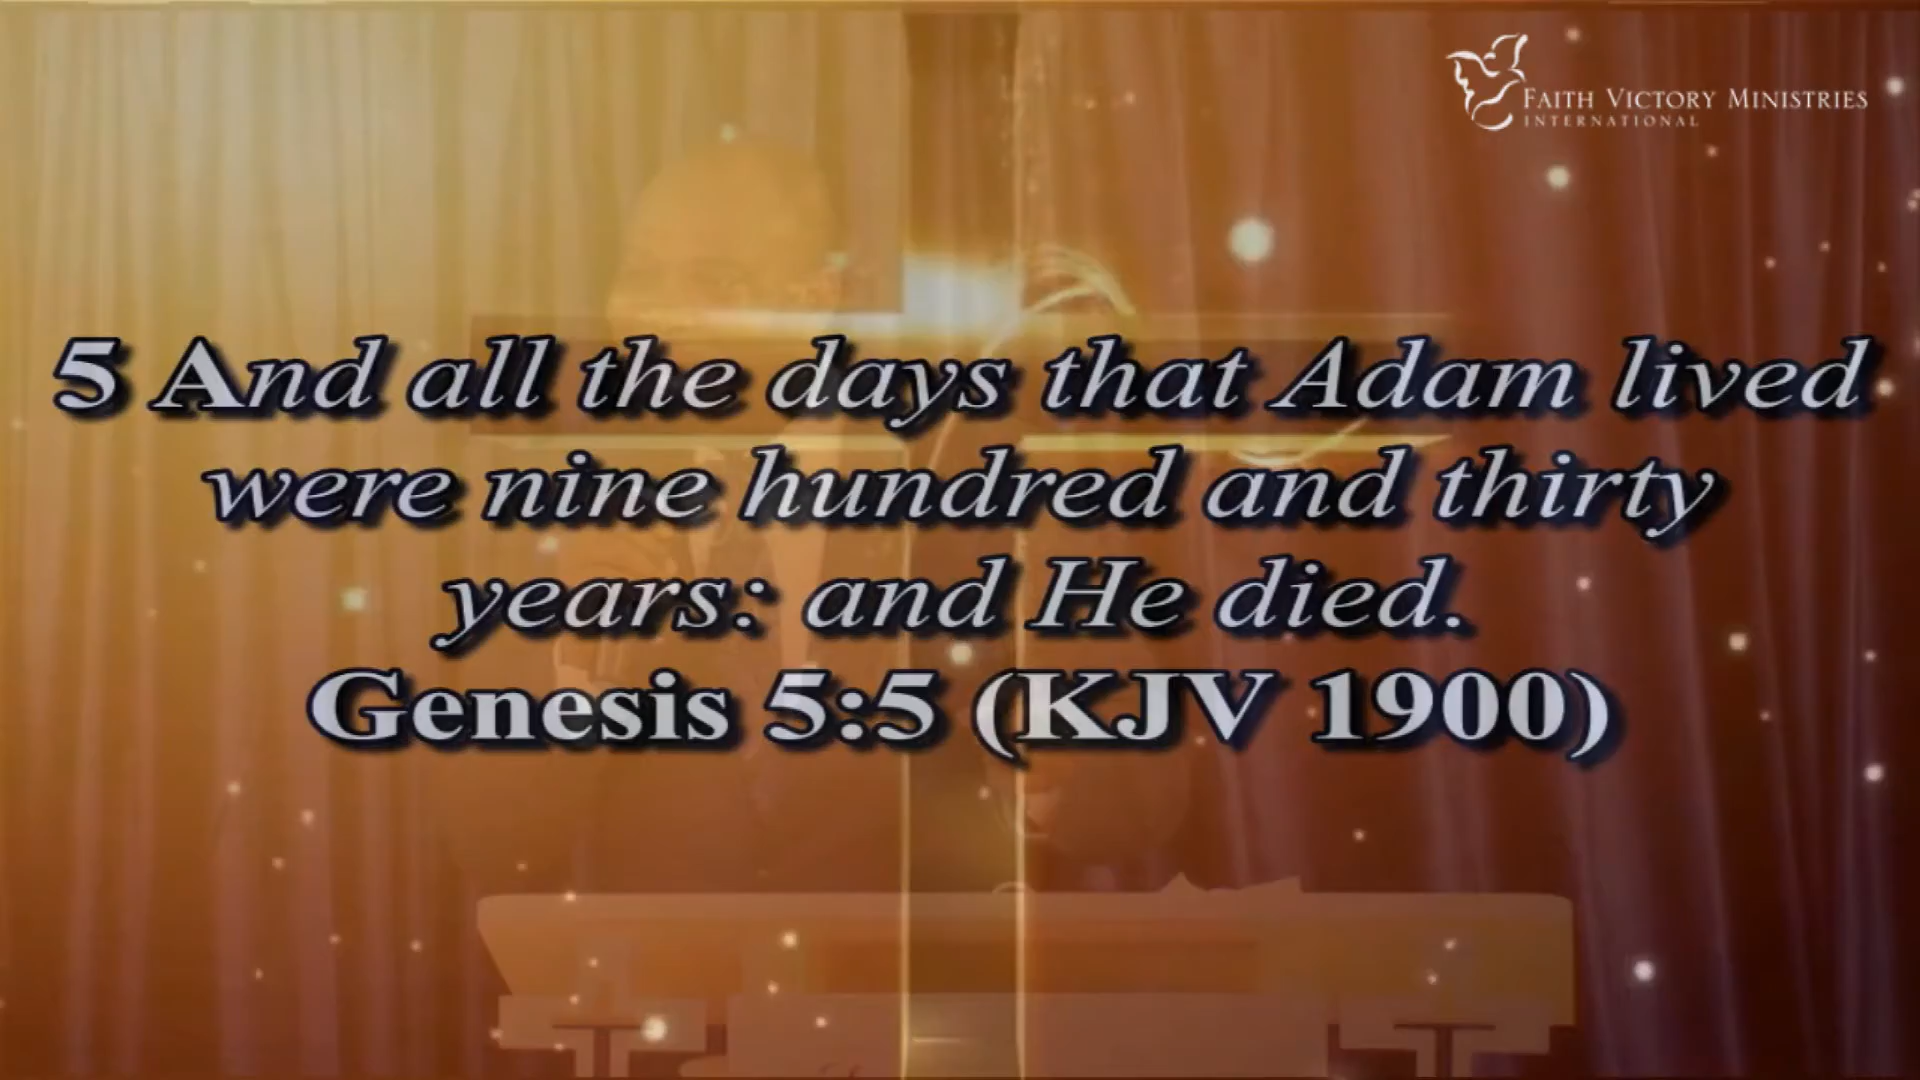 FAITH VICTORY MINISTRIES
INTERNATIONAL
5 And all the days that Adam lived
were nine hundred and thirty
years: and He died.
Genesis 5:5 (KJV 1900)